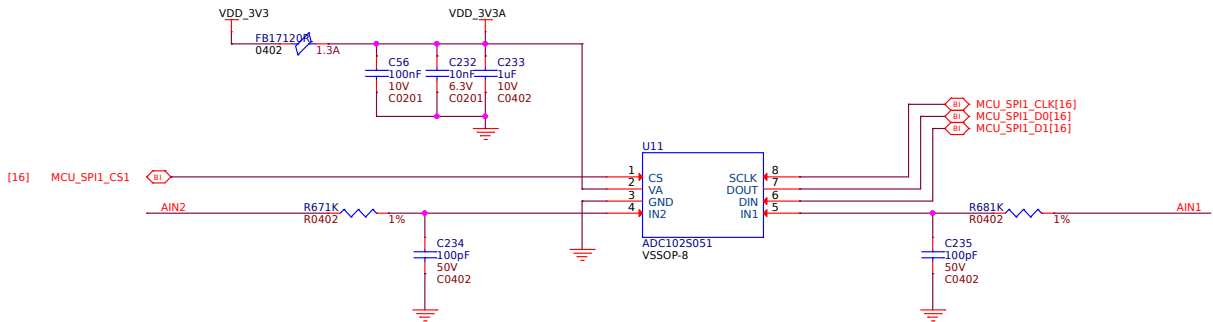 VDD_3V3
VDD_3V3A
FB17120R
0402
1.3A
C56
100nF
10V
C0201
C232
10nF
6.3V
C0201
C233
1uF
10V
C0402
BI MCU_SPI1_CLK[16]
BI MCU_SPI1_D0[16]
BI MCU_SPI1_D1[16]
U11
[16] MCU_SPI1_CS1 BI
1 CS SCLK 8
2 VA DOUT 7
3 GND DIN 6
4 IN2 IN1 5
ADC102S051
VSSOP-8
AIN2
R671K
R0402
1%
C234
100pF
50V
C0402
R681K
R0402
1%
AIN1
C235
100pF
50V
C0402